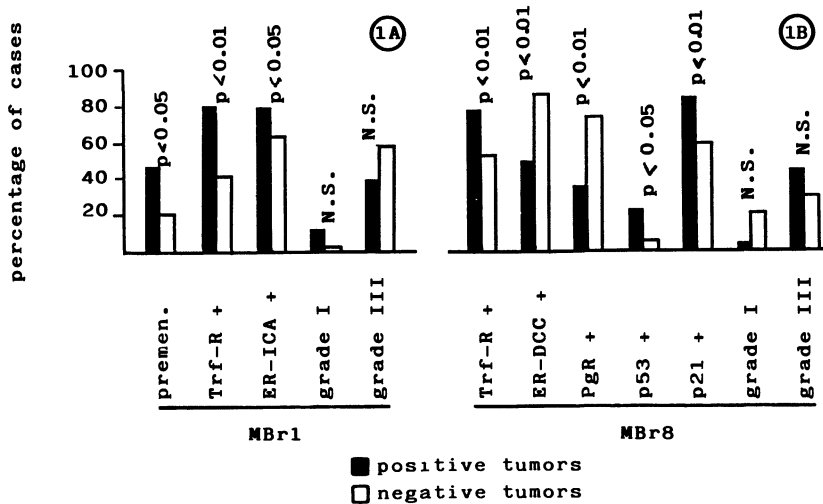 percentage of cases
100
80
60
40
20
1A
p<0.05
p<0.01
p<0.05
N.S.
N.S.
premen.
Trf-R +
ER-ICA +
grade I
grade III
MBr1
1B
p<0.01
p<0.01
p<0.01
p<0.05
p<0.01
N.S.
N.S.
Trf-R +
ER-DCC +
PgR +
p53 +
p21 +
grade I
grade III
MBr8
positive tumors
negative tumors